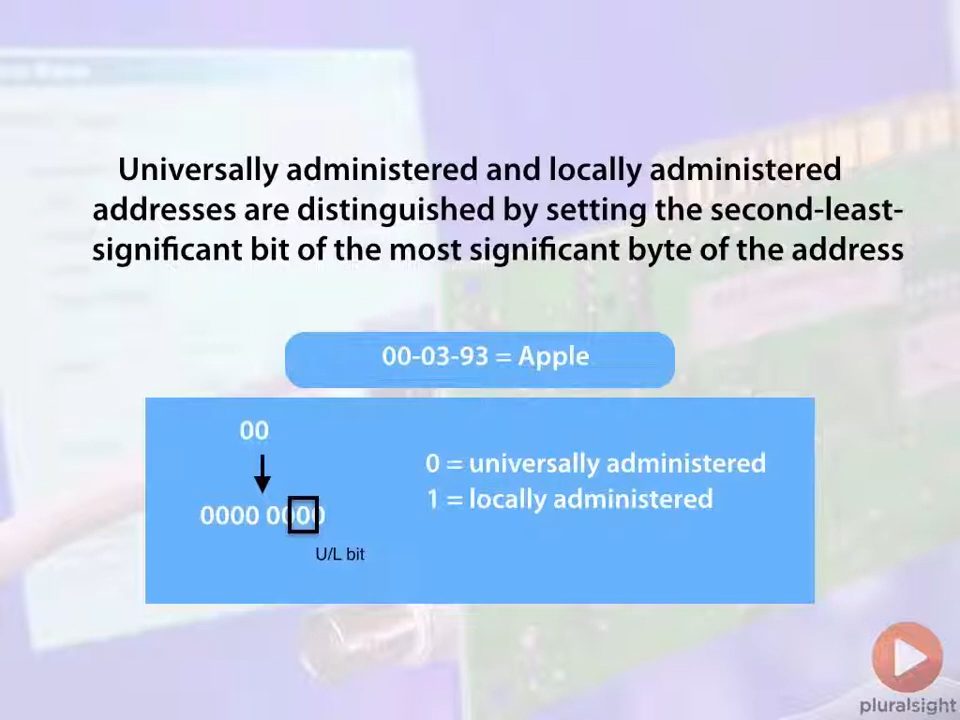 Universally administered and locally administered
addresses are distinguished by setting the second-least-
significant bit of the most significant byte of the address
00-03-93 = Apple
00
0 = universally administered
1 = locally administered
0000 0000
U/L bit
pluralsight